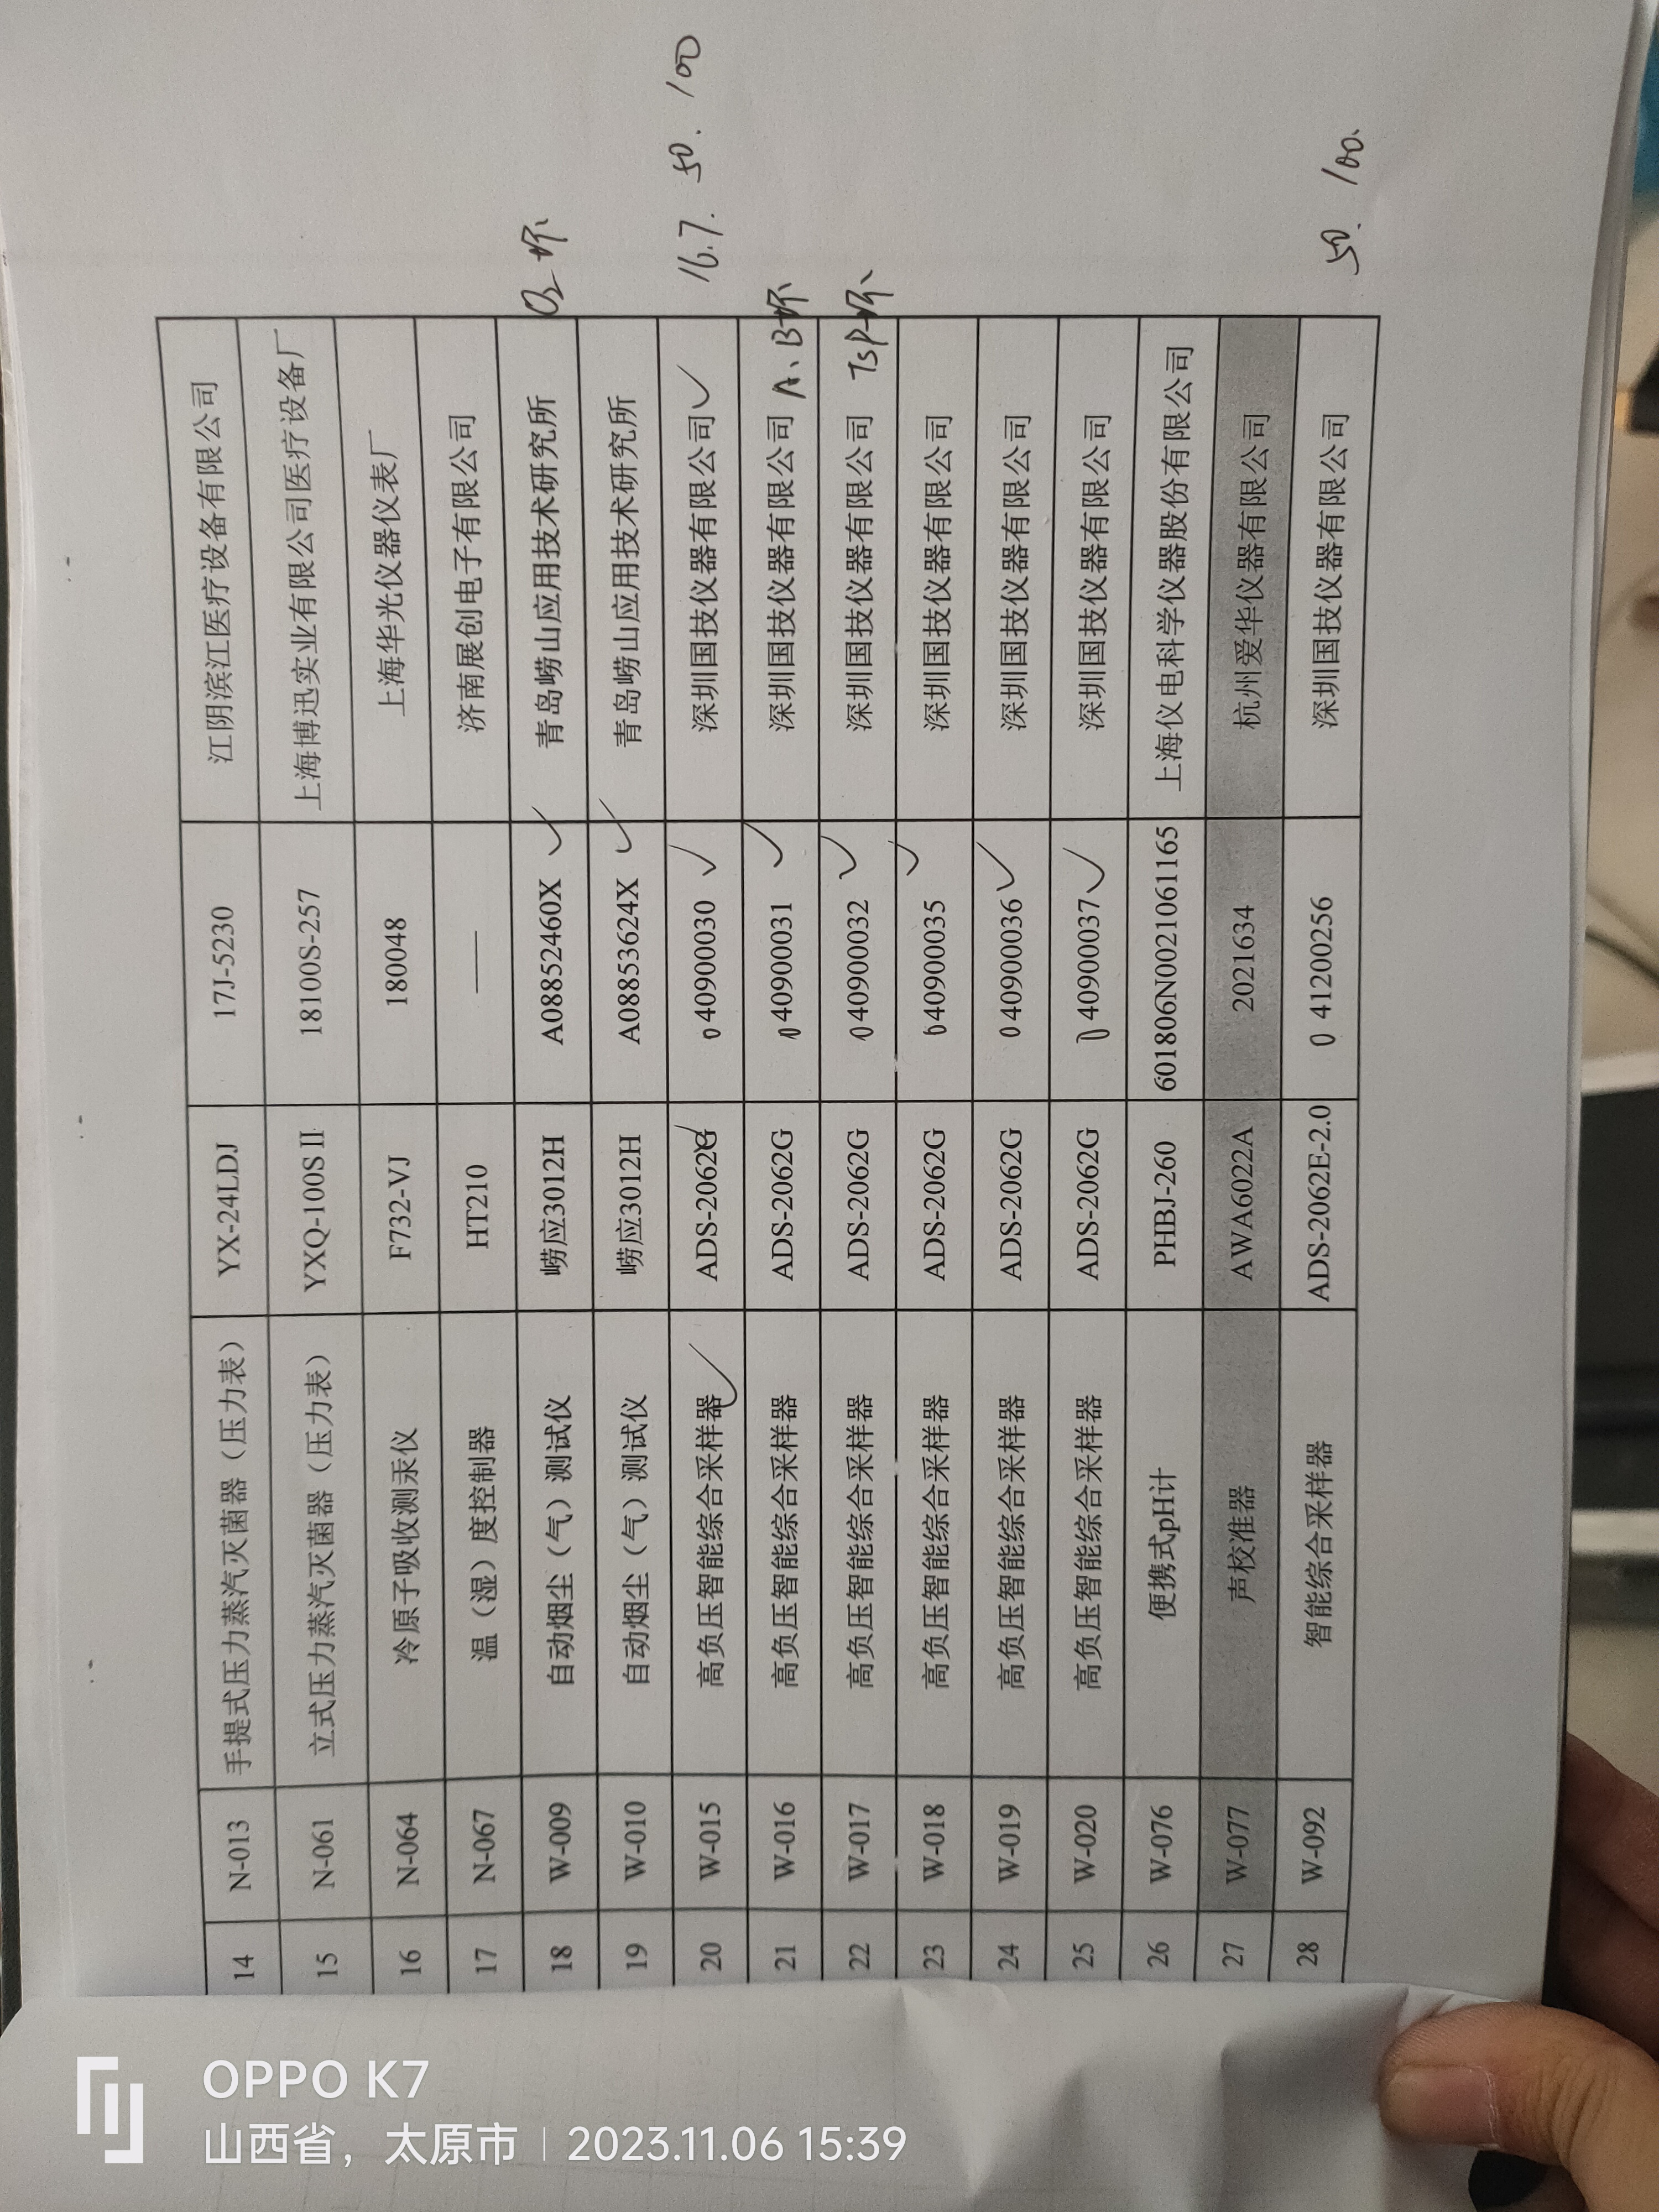 14 N-013 手提式压力蒸汽灭菌器（压力表） YX-24LDJ 17J-5230 江阴滨江医疗设备有限公司
15 N-061 立式压力蒸汽灭菌器（压力表） YXQ-100SⅡ 18100S-257 上海博迅实业有限公司医疗设备厂
16 N-064 冷原子吸收测汞仪 F732-VJ 180048 上海华光仪器仪表厂
17 N-067 温（湿）度控制器 HT210 —— 济南展创电子有限公司
18 W-009 自动烟尘（气）测试仪 崂应3012H A08852460X ✓ 青岛崂山应用技术研究所 O₂坏、
19 W-010 自动烟尘（气）测试仪 崂应3012H A08853624X ✓ 青岛崂山应用技术研究所
20 W-015 高负压智能综合采样器 ✓ ADS-2062G 040900030 ✓ 深圳国技仪器有限公司 ✓ 16.7. 50. 100
21 W-016 高负压智能综合采样器 ADS-2062G 040900031 ✓ 深圳国技仪器有限公司 A、B坏、
22 W-017 高负压智能综合采样器 ADS-2062G 040900032 ✓ 深圳国技仪器有限公司 TSP坏、
23 W-018 高负压智能综合采样器 ADS-2062G 040900035 ✓ 深圳国技仪器有限公司
24 W-019 高负压智能综合采样器 ADS-2062G 040900036 ✓ 深圳国技仪器有限公司
25 W-020 高负压智能综合采样器 ADS-2062G 040900037 ✓ 深圳国技仪器有限公司
26 W-076 便携式pH计 PHBJ-260 601806N0021061165 上海仪电科学仪器股份有限公司
27 W-077 声校准器 AWA6022A 2021634 杭州爱华仪器有限公司
28 W-092 智能综合采样器 ADS-2062E-2.0 0 41200256 深圳国技仪器有限公司 50. 100.
OPPO K7
山西省，太原市 | 2023.11.06 15:39